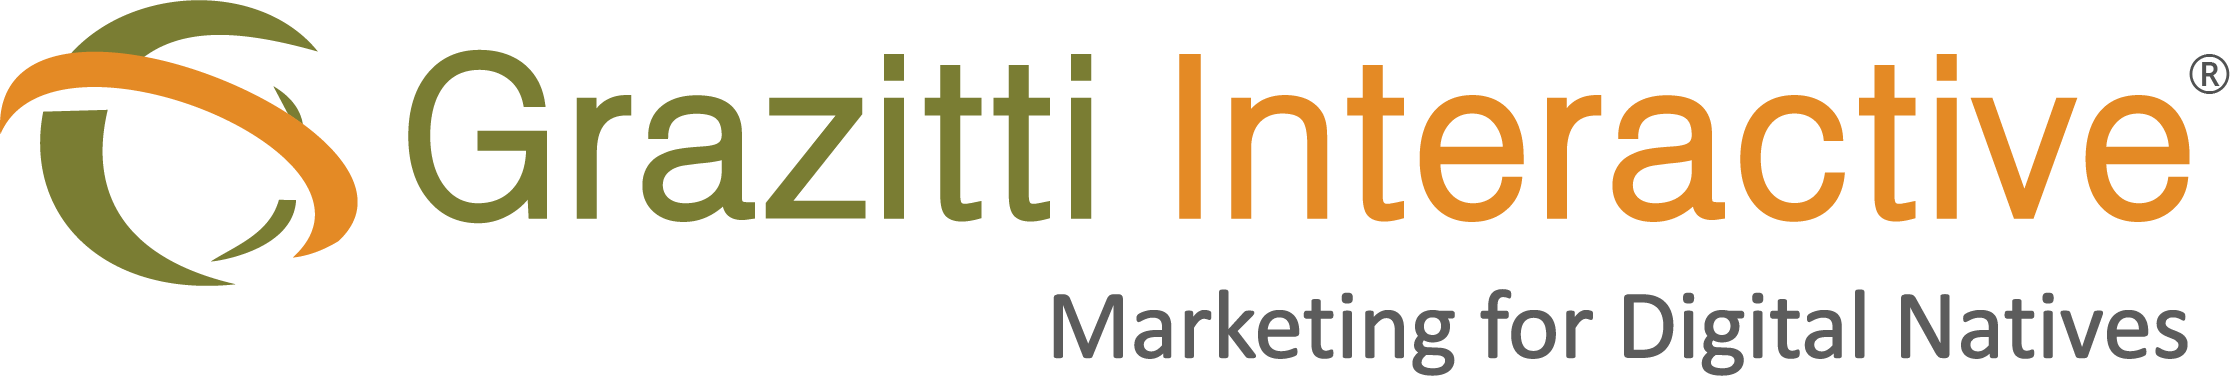 Grazitti Interactive®
Marketing for Digital Natives